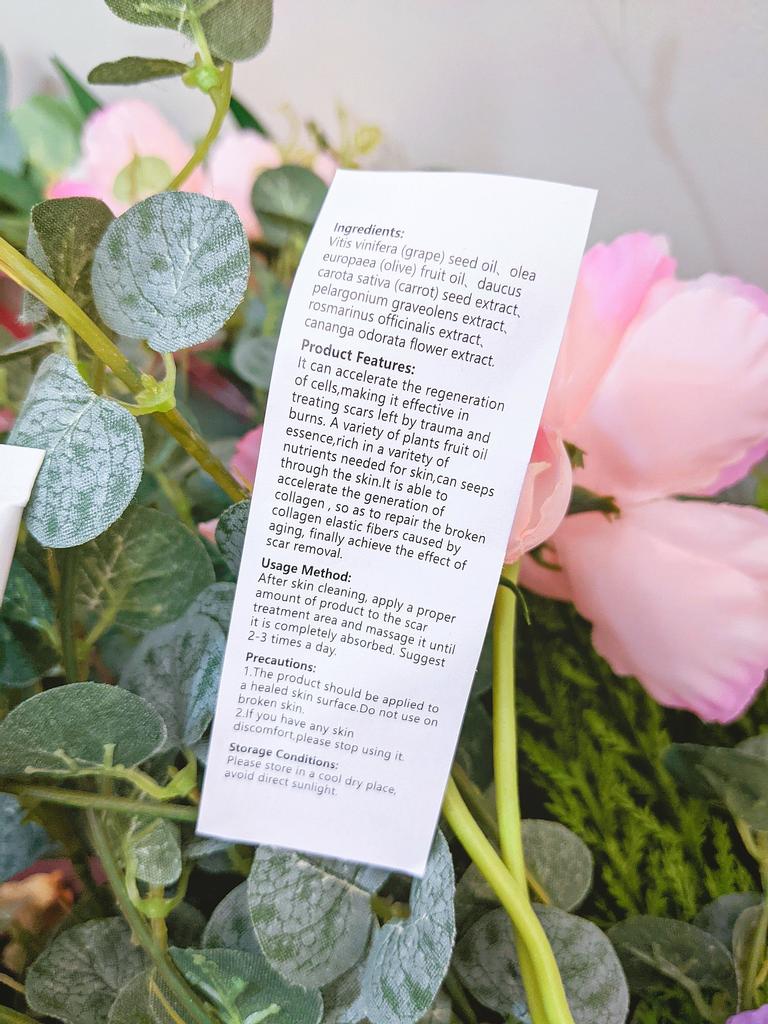 Ingredients:
Vitis vinifera (grape) seed oil、olea
europaea (olive) fruit oil、daucus
carota sativa (carrot) seed extract、
pelargonium graveolens extract、
rosmarinus officinalis extract、
cananga odorata flower extract.
Product Features:
It can accelerate the regeneration
of cells,making it effective in
treating scars left by trauma and
burns. A variety of plants fruit oil
essence,rich in a varitety of
nutrients needed for skin,can seeps
through the skin.It is able to
accelerate the generation of
collagen , so as to repair the broken
collagen elastic fibers caused by
aging, finally achieve the effect of
scar removal.
Usage Method:
After skin cleaning, apply a proper
amount of product to the scar
treatment area and massage it until
it is completely absorbed. Suggest
2-3 times a day.
Precautions:
1.The product should be applied to
a healed skin surface.Do not use on
broken skin.
2.If you have any skin
discomfort,please stop using it.
Storage Conditions:
Please store in a cool dry place,
avoid direct sunlight.